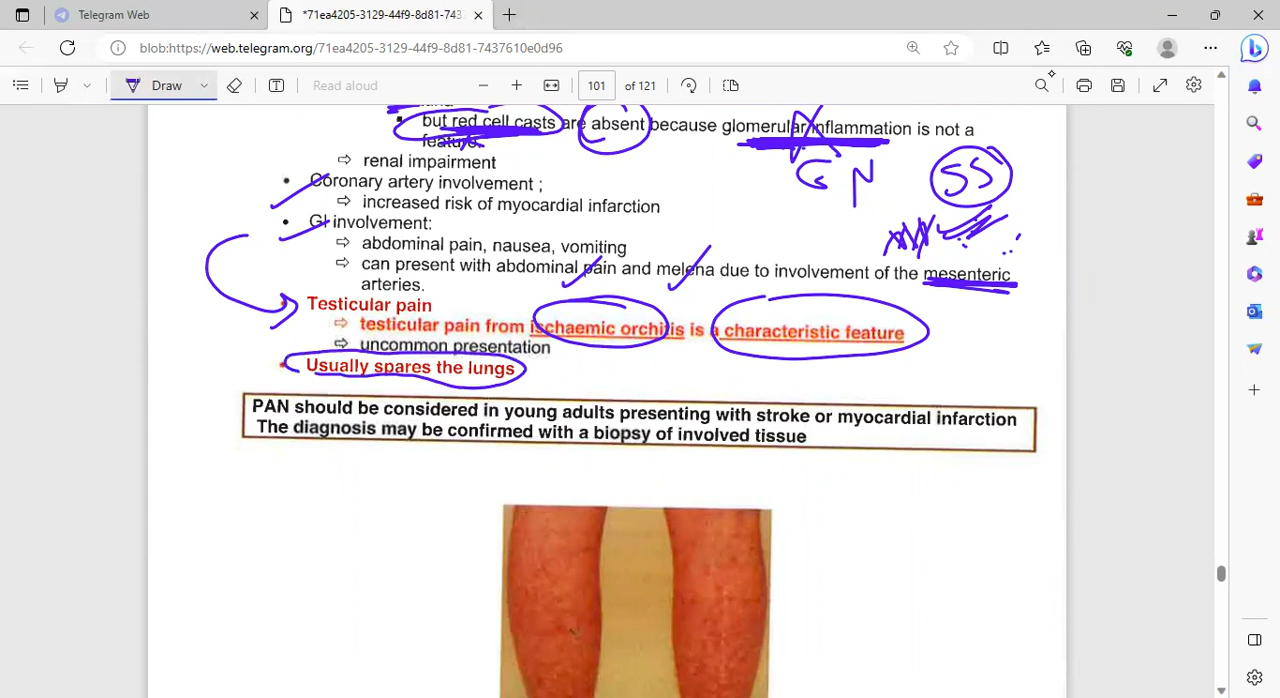 Telegram Web
*71ea4205-3129-44f9-8d81-743
blob:https://web.telegram.org/71ea4205-3129-44f9-8d81-7437610e0d96
Draw
Read aloud
101 of 121
but red cell casts are absent because glomerular inflammation is not a
feature.
GN
SS
⇨ renal impairment
• Coronary artery involvement ;
⇨ increased risk of myocardial infarction
• GI involvement:
⇨ abdominal pain, nausea, vomiting
⇨ can present with abdominal pain and melena due to involvement of the mesenteric
arteries.
• Testicular pain
⇨ testicular pain from ischaemic orchitis is a characteristic feature
⇨ uncommon presentation
• Usually spares the lungs
PAN should be considered in young adults presenting with stroke or myocardial infarction
The diagnosis may be confirmed with a biopsy of involved tissue